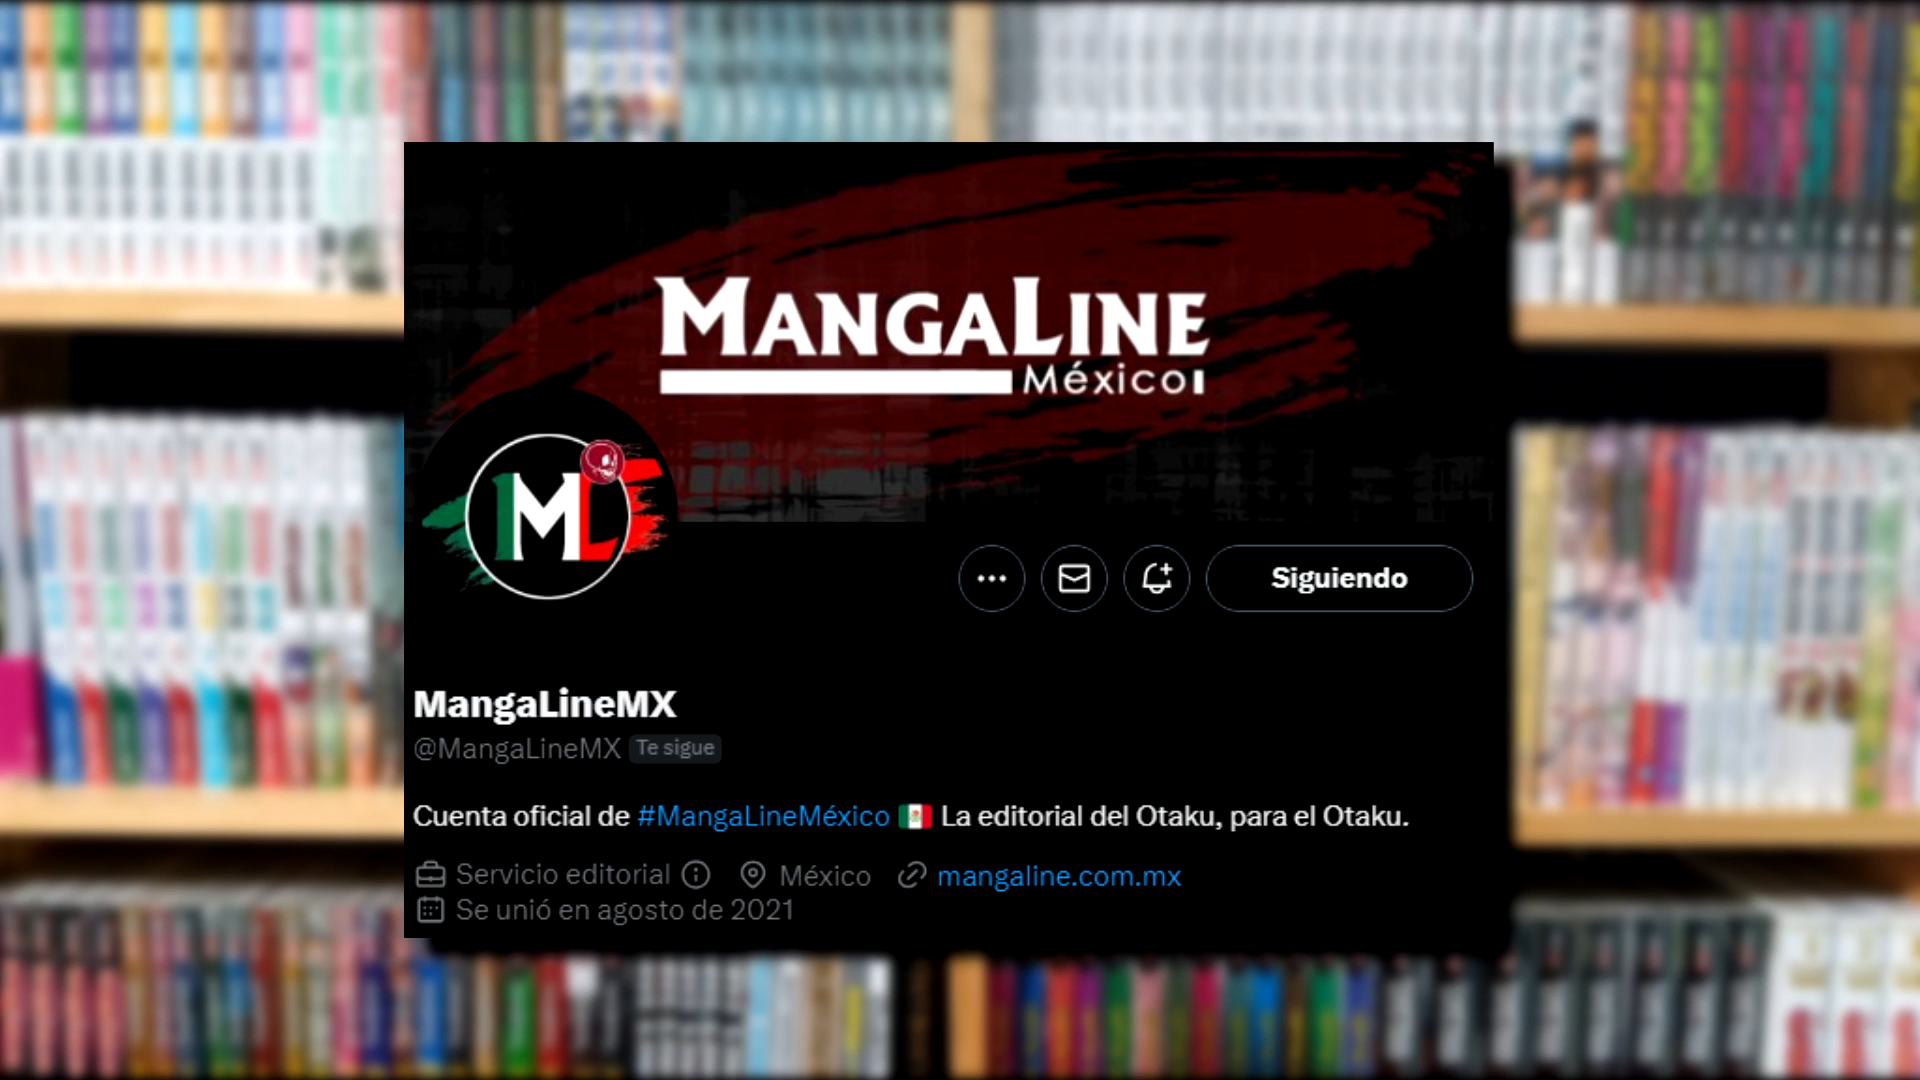 MANGALINE
México
ML
Siguiendo
MangaLineMX
@MangaLineMX Te sigue
Cuenta oficial de #MangaLineMéxico 🇲🇽 La editorial del Otaku, para el Otaku.
Servicio editorial México mangaline.com.mx
Se unió en agosto de 2021